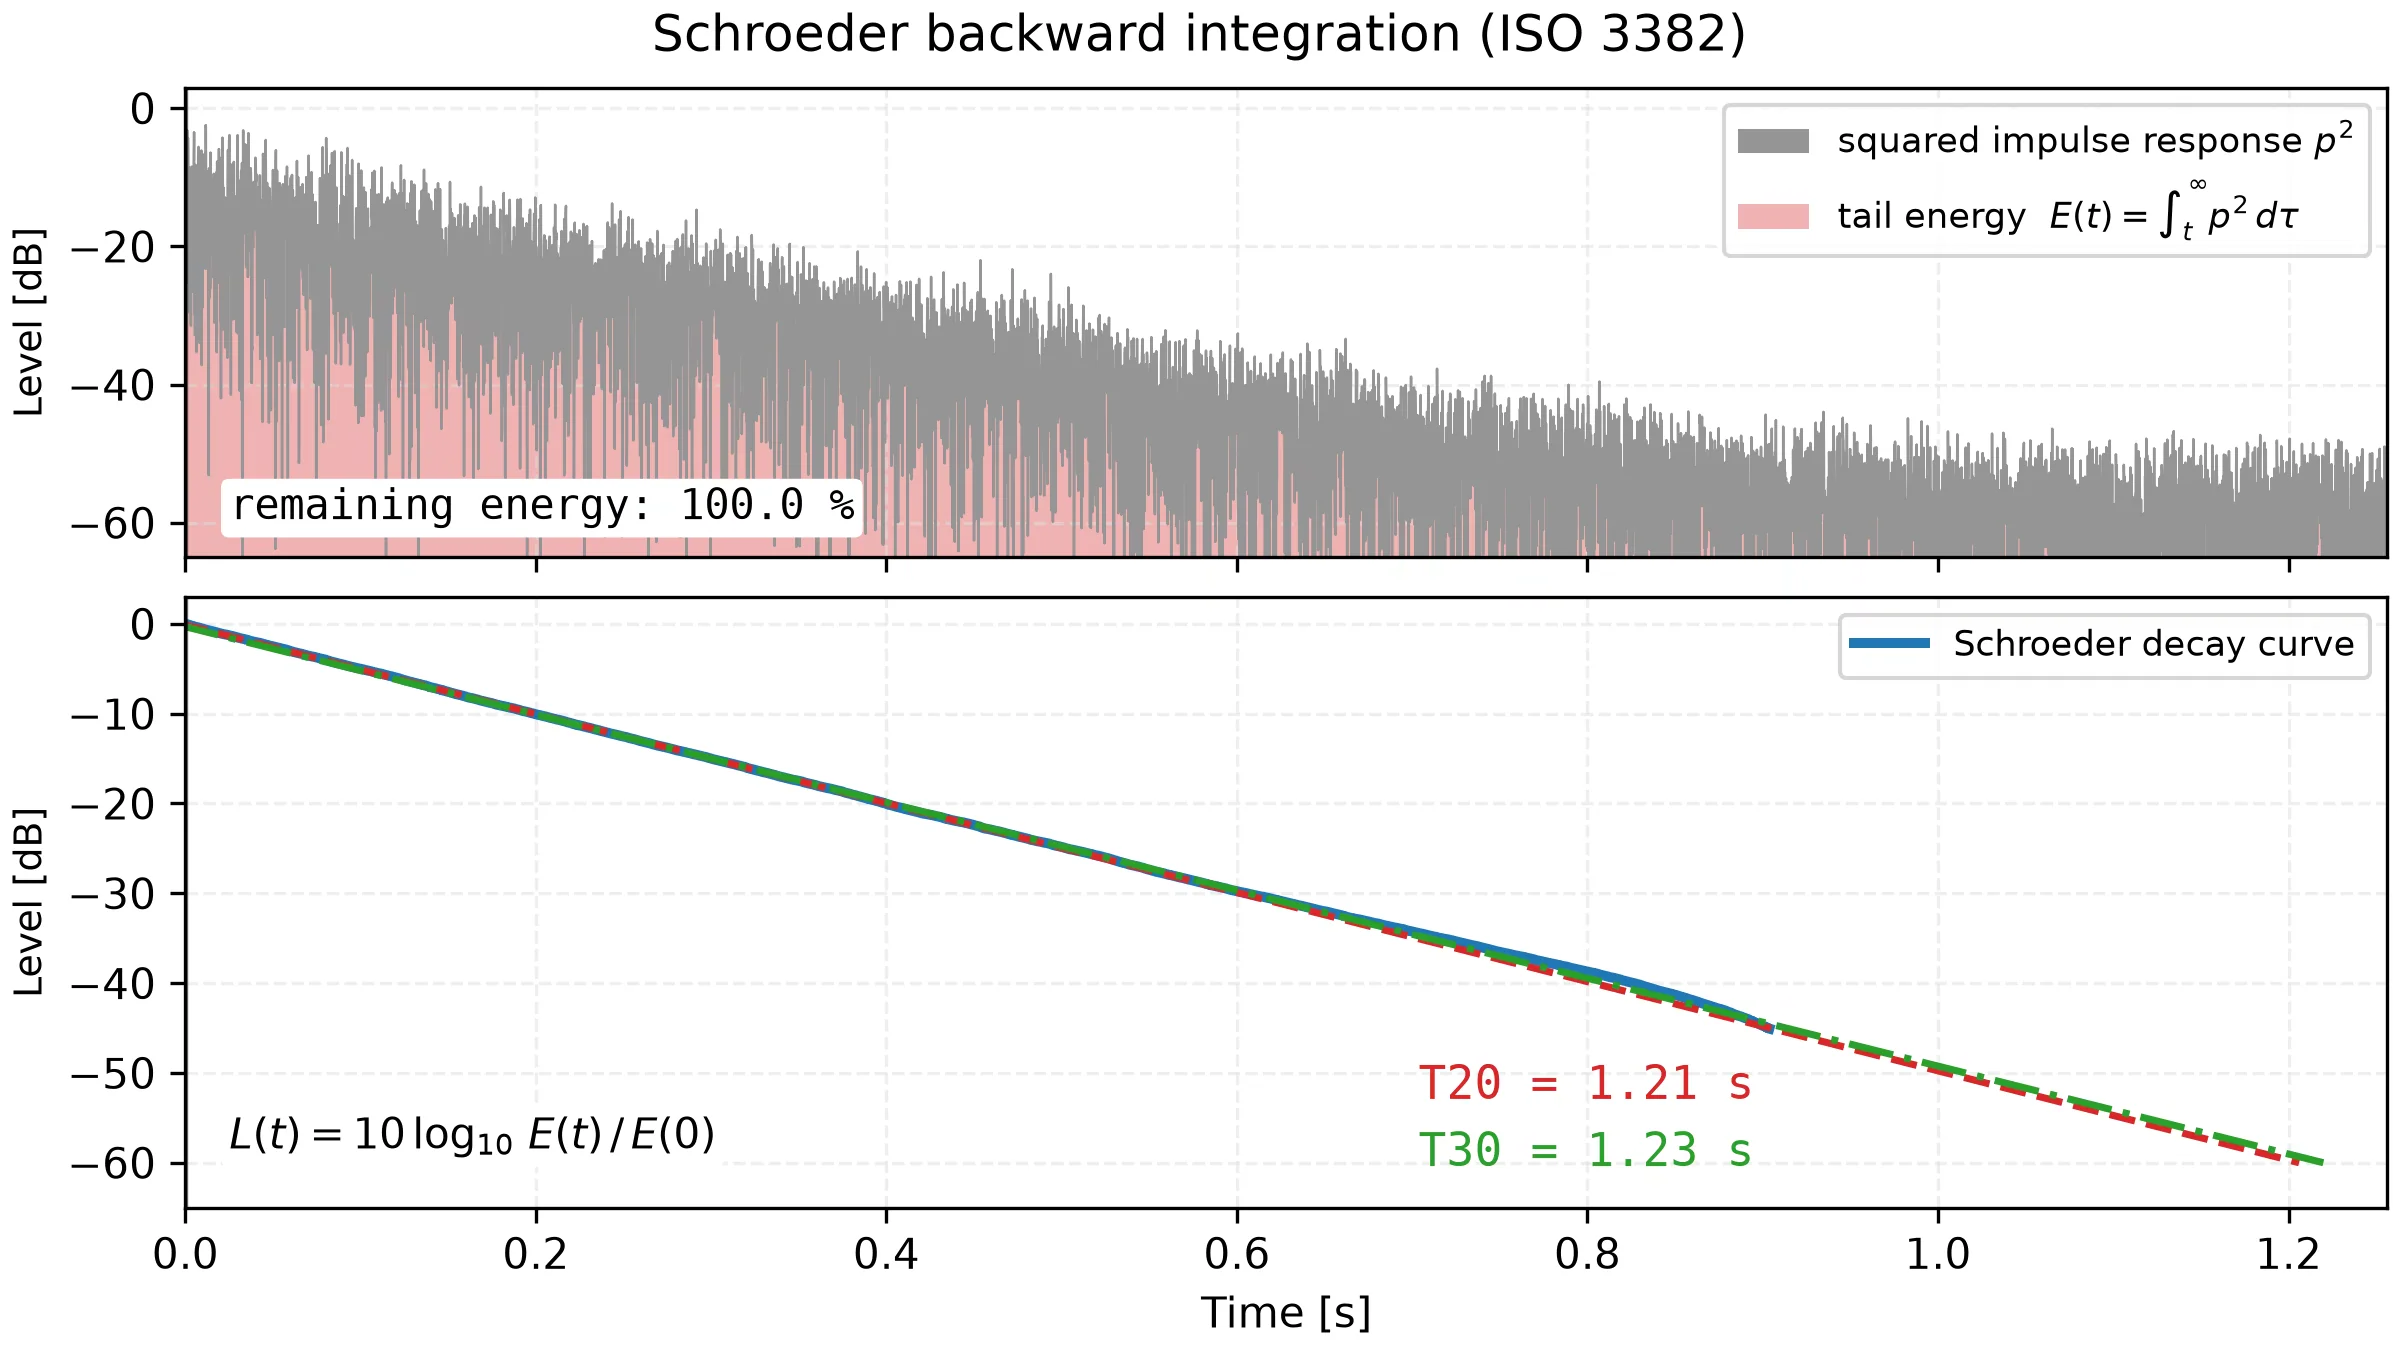 Schroeder backward integration (ISO 3382)
0
−20
−40
−60
Level [dB]
squared impulse response p²
tail energy E(t) = ∫ₜ^∞ p² dτ
remaining energy: 100.0 %
0
−10
−20
−30
−40
−50
−60
Level [dB]
Schroeder decay curve
T20 = 1.21 s
T30 = 1.23 s
L(t) = 10 log₁₀ E(t) / E(0)
0.0 0.2 0.4 0.6 0.8 1.0 1.2
Time [s]